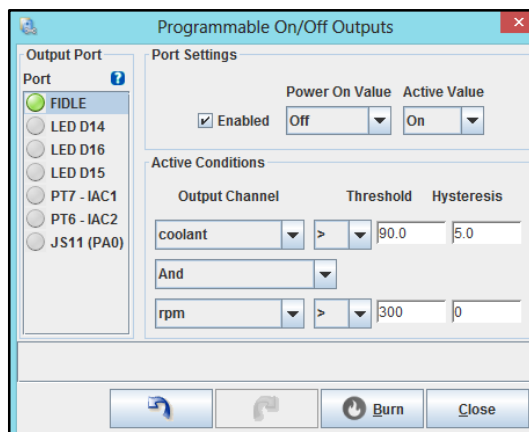 Programmable On/Off Outputs
Output Port
Port
FIDLE
LED D14
LED D16
LED D15
PT7 - IAC1
PT6 - IAC2
JS11 (PA0)
Port Settings
Power On Value Active Value
Enabled Off On
Active Conditions
Output Channel Threshold Hysteresis
coolant > 90.0 5.0
And
rpm > 300 0
Burn Close